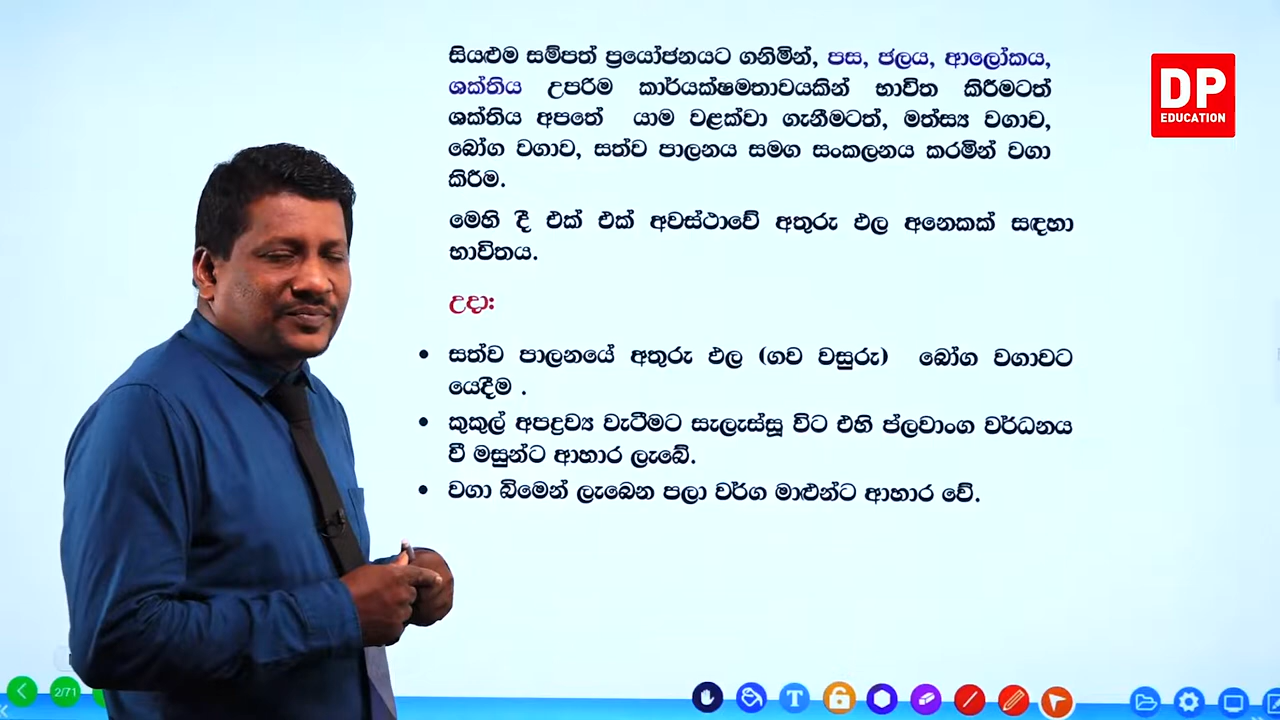 සියළුම සම්පත් ප්‍රයෝජනයට ගනිමින්, පස, ජලය, ආලෝකය,
ශක්තිය උපරිම කාර්යක්ෂමතාවයකින් භාවිත කිරීමටත්
ශක්තිය අපතේ යාම වළක්වා ගැනීමටත්, මත්ස්‍ය වගාව,
බෝග වගාව, සත්ව පාලනය සමග සංකලනය කරමින් වගා
කිරීම.
මෙහි දී එක් එක් අවස්ථාවේ අතුරු ඵල අනෙකක් සඳහා
භාවිතය.
උදා:
• සත්ව පාලනයේ අතුරු ඵල (ගව වසුරු) බෝග වගාවට
යෙදීම .
• කුකුල් අපද්‍රව්‍ය වැටීමට සැලැස්සූ විට එහි ප්ලවාංග වර්ධනය
වී මසුන්ට ආහාර ලැබේ.
• වගා බිමෙන් ලැබෙන පලා වර්ග මාළුන්ට ආහාර වේ.
DP
EDUCATION
2/71
T